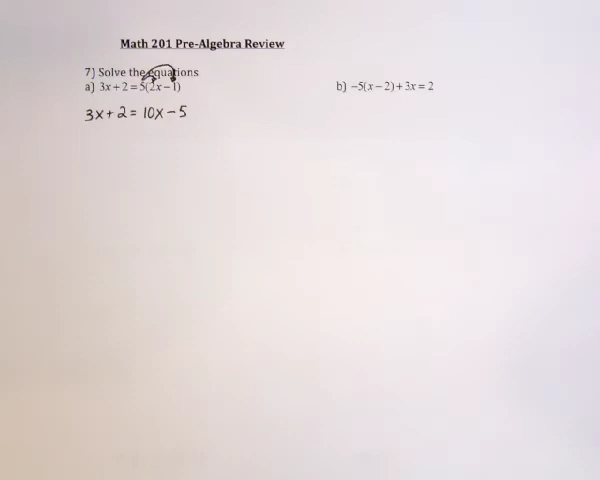 Math 201 Pre-Algebra Review
7) Solve the equations
a) 3x + 2 = 5(2x − 1)
b) −5(x − 2) + 3x = 2
3x + 2 = 10x − 5